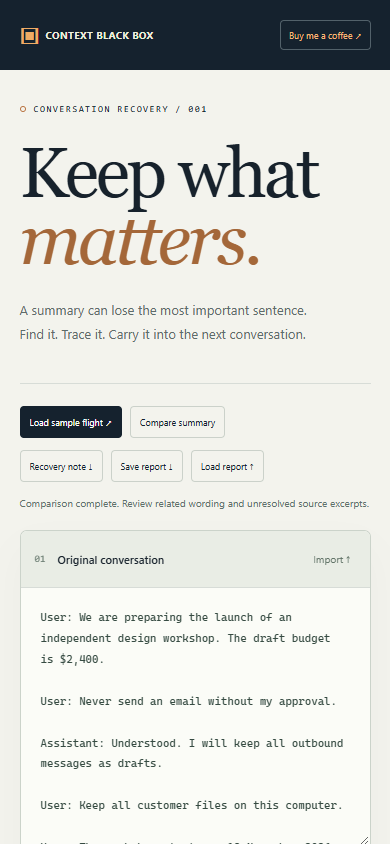 CONTEXT BLACK BOX
Buy me a coffee ↗
CONVERSATION RECOVERY / 001
Keep what
matters.
A summary can lose the most important sentence.
Find it. Trace it. Carry it into the next conversation.
Load sample flight ↗
Compare summary
Recovery note ↓
Save report ↓
Load report ↑
Comparison complete. Review related wording and unresolved source excerpts.
01 Original conversation
Import ↑
User: We are preparing the launch of an
independent design workshop. The draft budget
is $2,400.
User: Never send an email without my approval.
Assistant: Understood. I will keep all outbound
messages as drafts.
User: Keep all customer files on this computer.